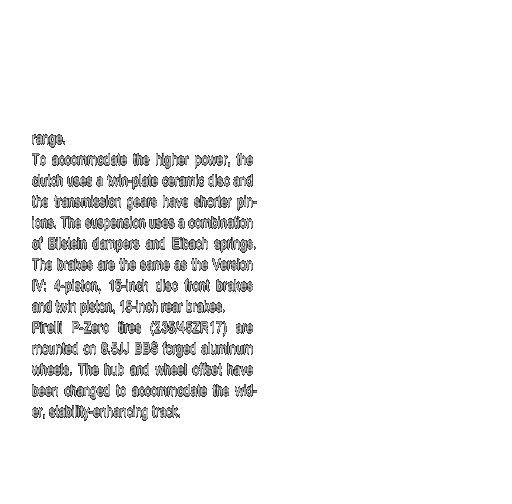 range.
To accommodate the higher power, the
clutch uses a twin-plate ceramic disc and
the transmission gears have shorter pin-
ions. The suspension uses a combination
of Bilstein dampers and Eibach springs.
The brakes are the same as the Version
IV: 4-piston, 16-inch disc front brakes
and twin piston, 15-inch rear brakes.
Pirelli P-Zero tires (235/45ZR17) are
mounted on 8.5JJ BBS forged aluminum
wheels. The hub and wheel offset have
been changed to accommodate the wid-
er, stability-enhancing track.